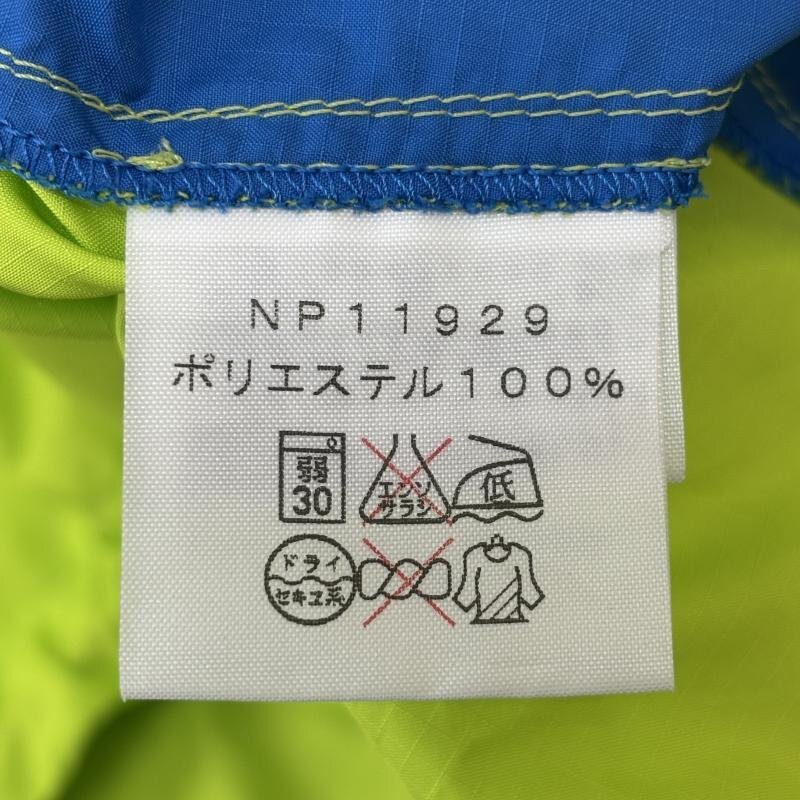 NP11929
ポリエステル100%
弱
30
エンソ
サラシ
低
ドライ
セキユ系